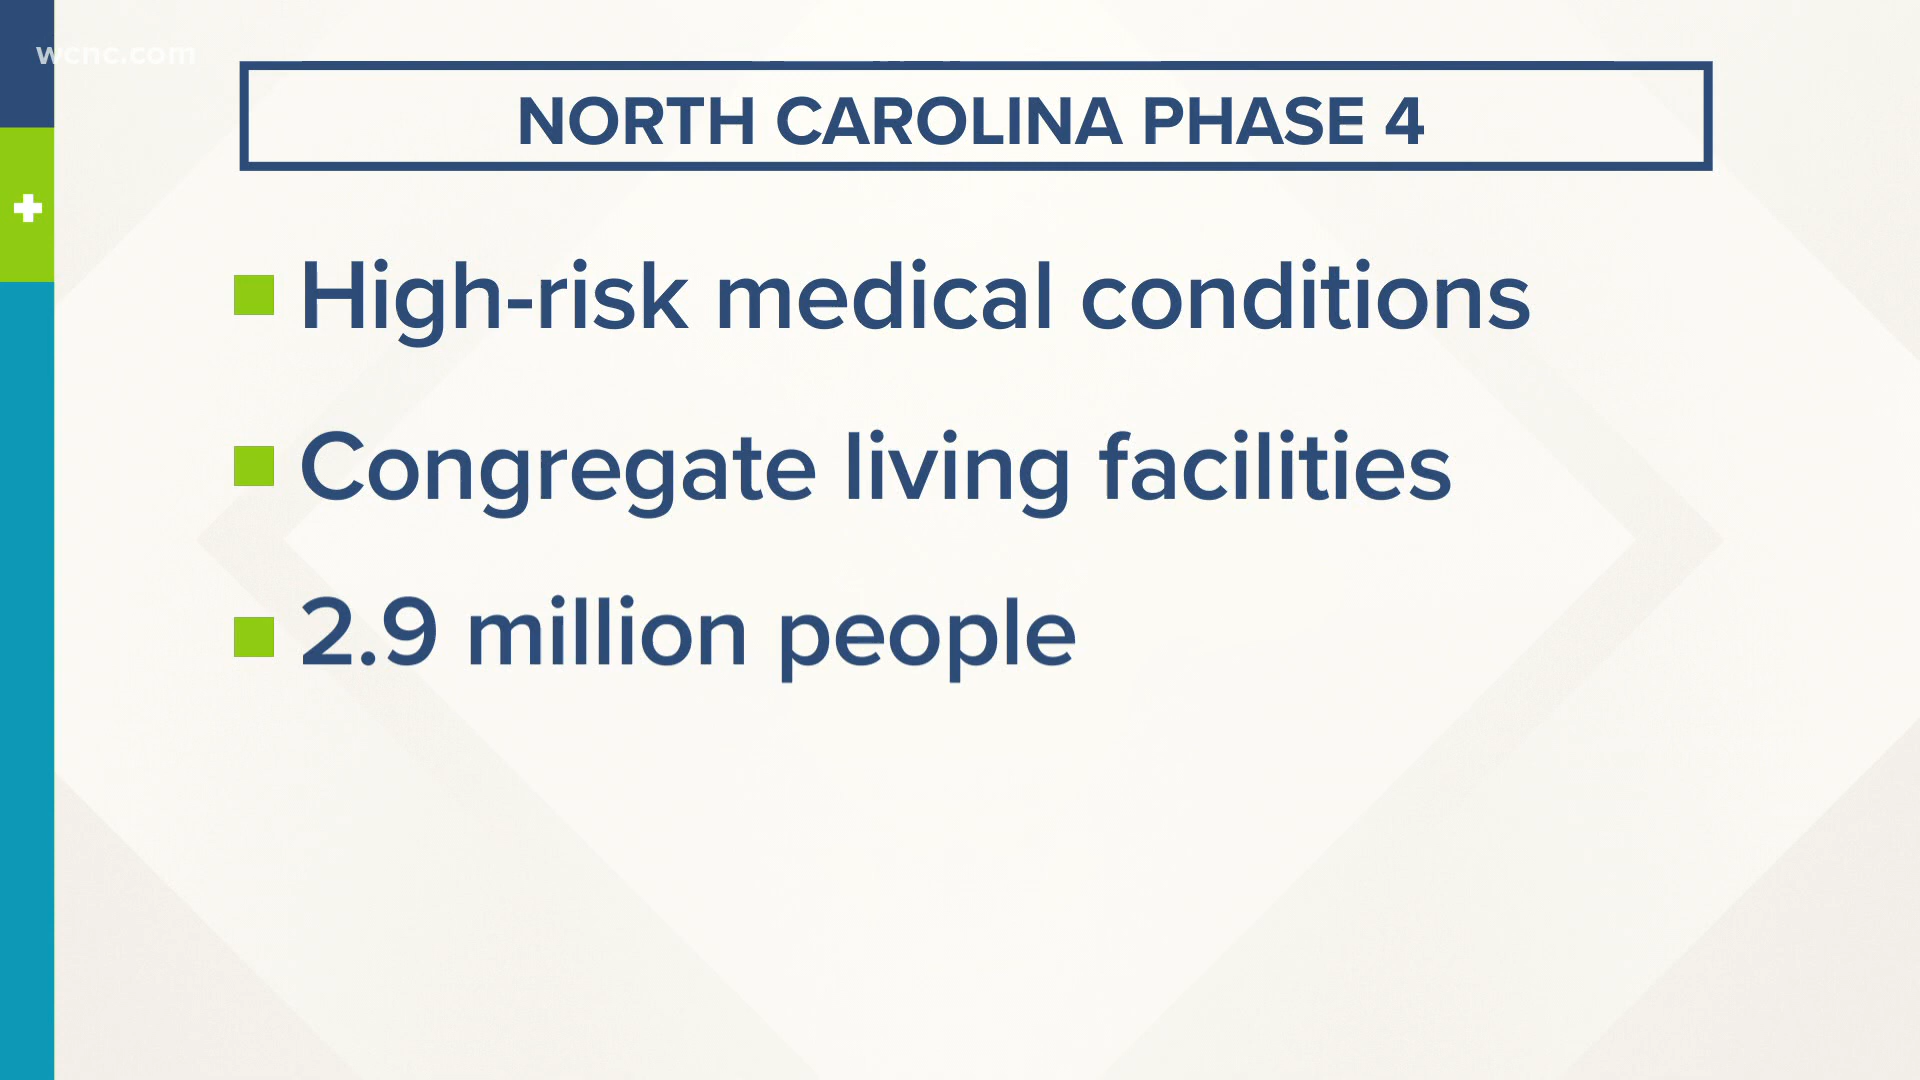 wcnc.com
NORTH CAROLINA PHASE 4
High-risk medical conditions
Congregate living facilities
2.9 million people